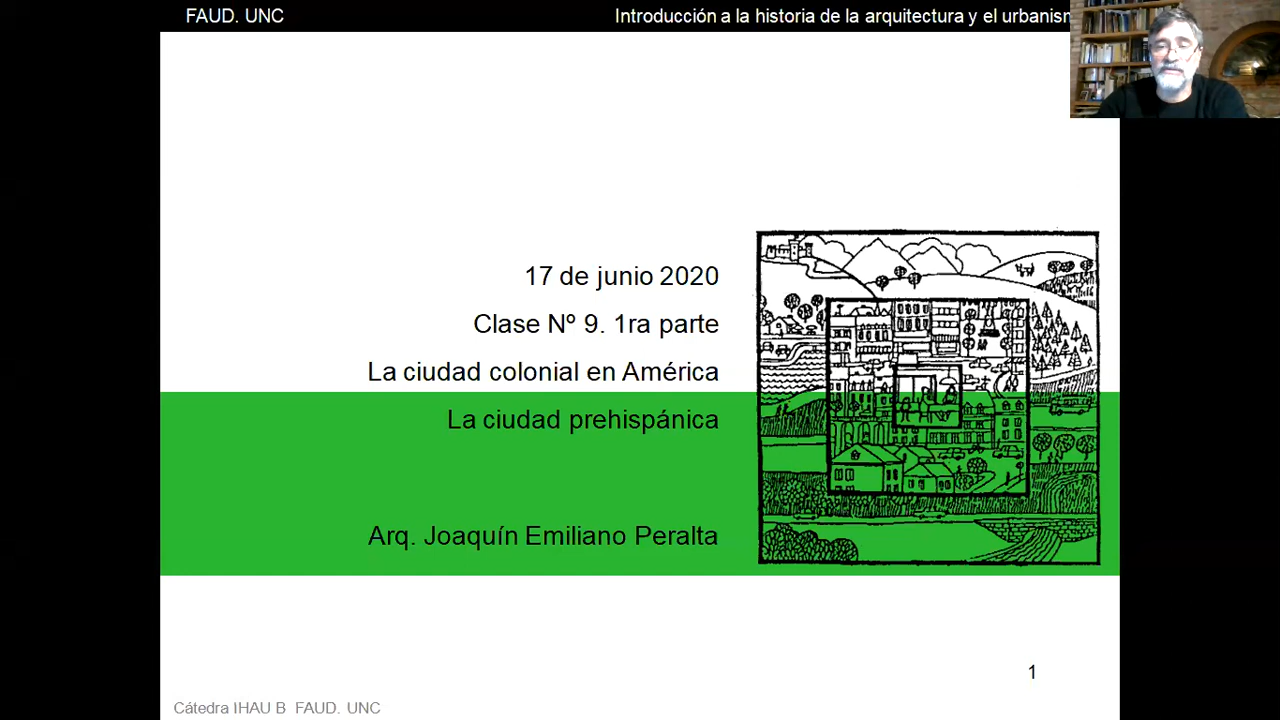 FAUD. UNC
Introducción a la historia de la arquitectura y el
17 de junio 2020
Clase Nº 9. 1ra parte
La ciudad colonial en América
La ciudad prehispánica
Arq. Joaquín Emiliano Peralta
1
Cátedra IHAU B FAUD. UNC